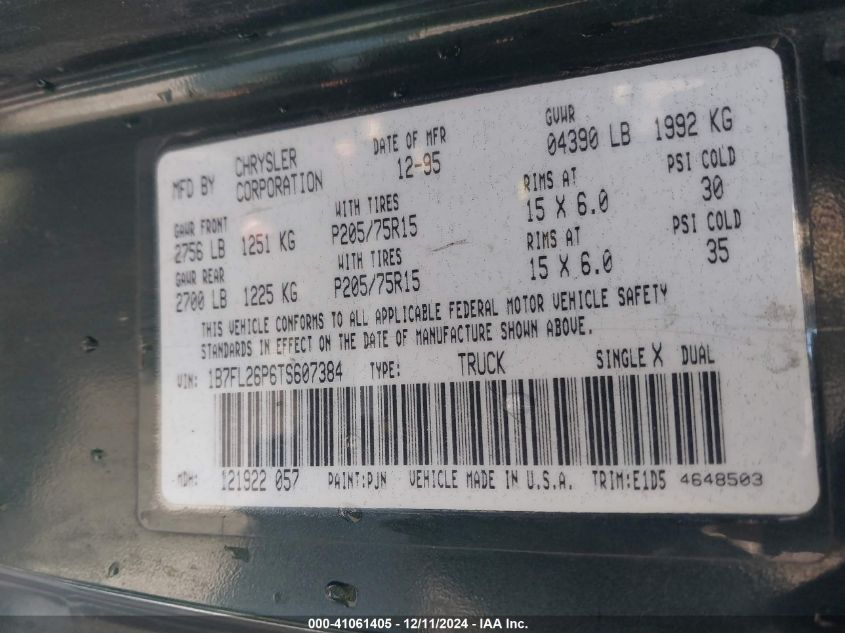 MFD BY CHRYSLER CORPORATION DATE OF MFR 12-95 GVWR 04390 LB 1992 KG
GAWR FRONT WITH TIRES RIMS AT PSI COLD
2756 LB 1251 KG P205/75R15 15 X 6.0 30
GAWR REAR WITH TIRES RIMS AT PSI COLD
2700 LB 1225 KG P205/75R15 15 X 6.0 35
THIS VEHICLE CONFORMS TO ALL APPLICABLE FEDERAL MOTOR VEHICLE SAFETY
STANDARDS IN EFFECT ON THE DATE OF MANUFACTURE SHOWN ABOVE.
VIN: 1B7FL26P6TS607384 TYPE: TRUCK SINGLE X DUAL
MDH: 121922 057 PAINT:PJN VEHICLE MADE IN U.S.A. TRIM:E1D5 4648503
000-41061405 - 12/11/2024 - IAA Inc.